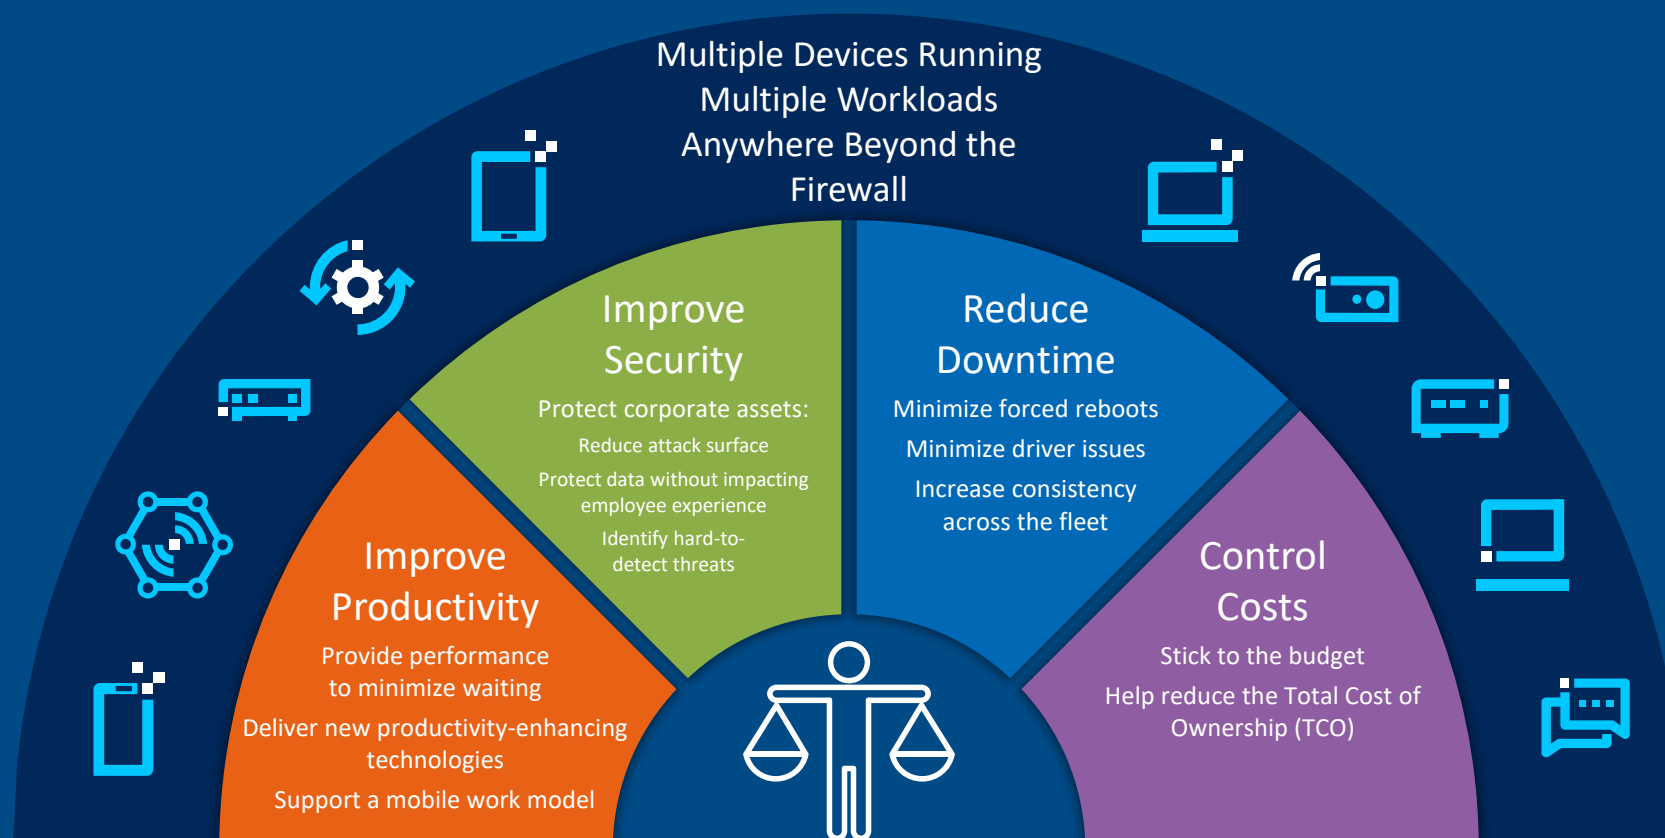 Multiple Devices Running
Multiple Workloads
Anywhere Beyond the
Firewall
Improve
Productivity
Provide performance
to minimize waiting
Deliver new productivity-enhancing
technologies
Support a mobile work model
Improve
Security
Protect corporate assets:
Reduce attack surface
Protect data without impacting
employee experience
Identify hard-to-
detect threats
Reduce
Downtime
Minimize forced reboots
Minimize driver issues
Increase consistency
across the fleet
Control
Costs
Stick to the budget
Help reduce the Total Cost of
Ownership (TCO)